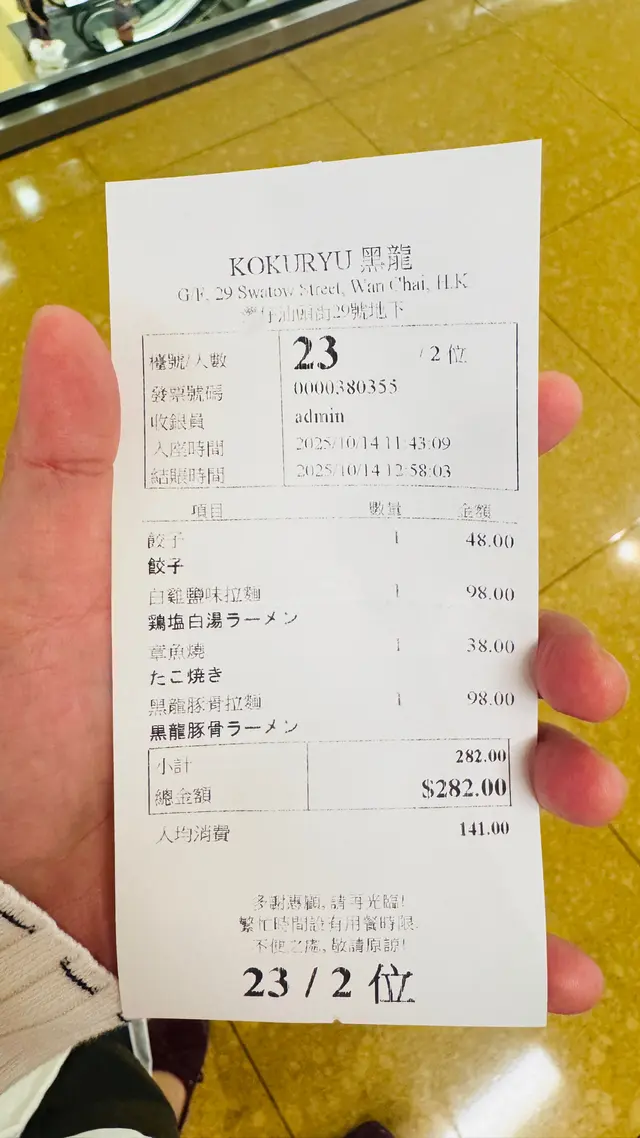 KOKURYU 黑龍
G/F, 29 Swatow Street, Wan Chai, H.K
灣仔汕頭街29號地下
檯號/人數 23 / 2 位
發票號碼 0000380355
收銀員 admin
入座時間 2025/10/14 11:43:09
結賬時間 2025/10/14 12:58:03
項目 數量 金額
餃子 1 48.00
餃子
白雞鹽味拉麵 1 98.00
鶏塩白湯ラーメン
章魚燒 1 38.00
たこ焼き
黑龍豚骨拉麵 1 98.00
黒龍豚骨ラーメン
小計 282.00
總金額 $282.00
人均消費 141.00
多謝惠顧, 請再光臨!
繁忙時間設有用餐時限.
不便之處, 敬請原諒!
23 / 2 位